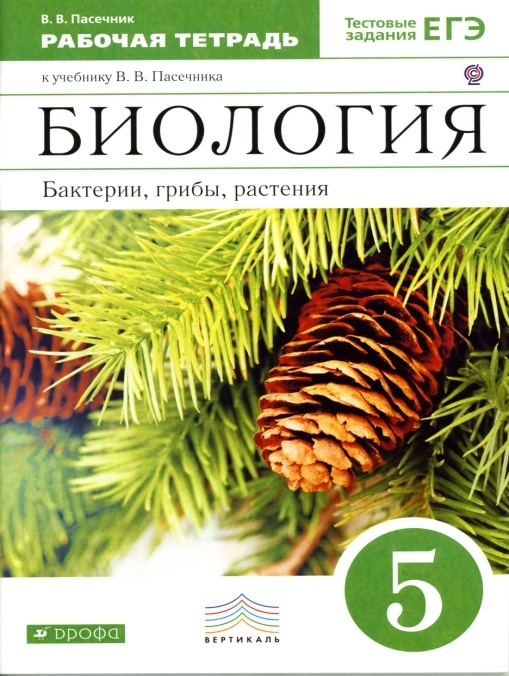 В. В. Пасечник
РАБОЧАЯ ТЕТРАДЬ
Тестовые
задания ЕГЭ
к учебнику В. В. Пасечника
БИОЛОГИЯ
Бактерии, грибы, растения
5
ДРОФА
ВЕРТИКАЛЬ